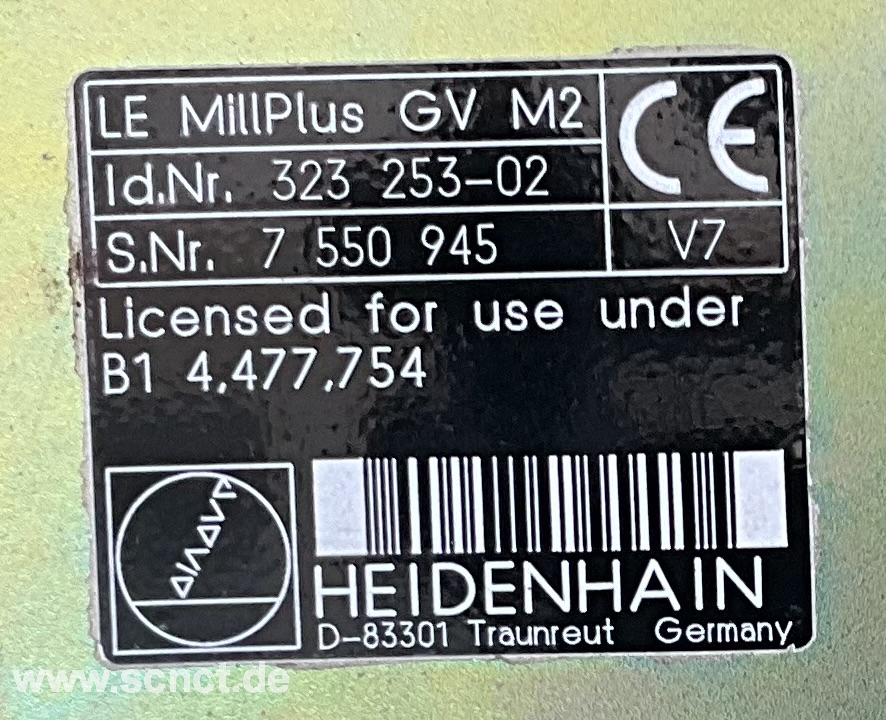 LE MillPlus GV M2
Id.Nr. 323 253-02
S.Nr. 7 550 945
CE
V7
Licensed for use under
B1 4,477,754
HEIDENHAIN
D-83301 Traunreut Germany
www.scnct.de